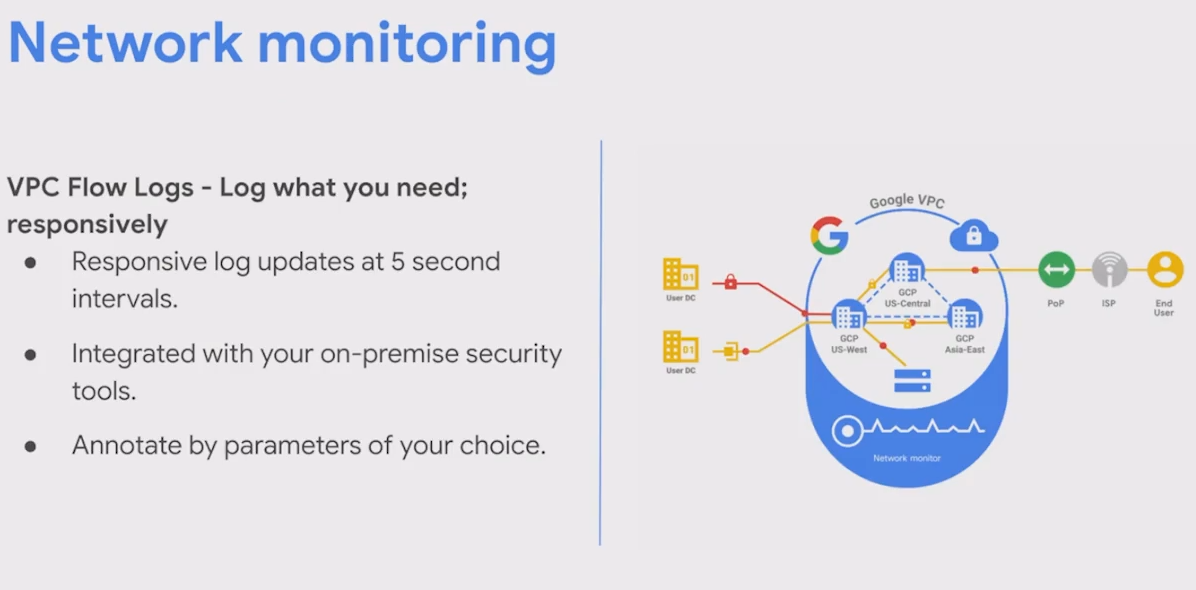 Network monitoring
VPC Flow Logs - Log what you need;
responsively
● Responsive log updates at 5 second
intervals.
● Integrated with your on-premise security
tools.
● Annotate by parameters of your choice.
Google VPC
G
01
User DC
01
User DC
GCP
US-Central
GCP
US-West
GCP
Asia-East
PoP
ISP
End
User
Network monitor